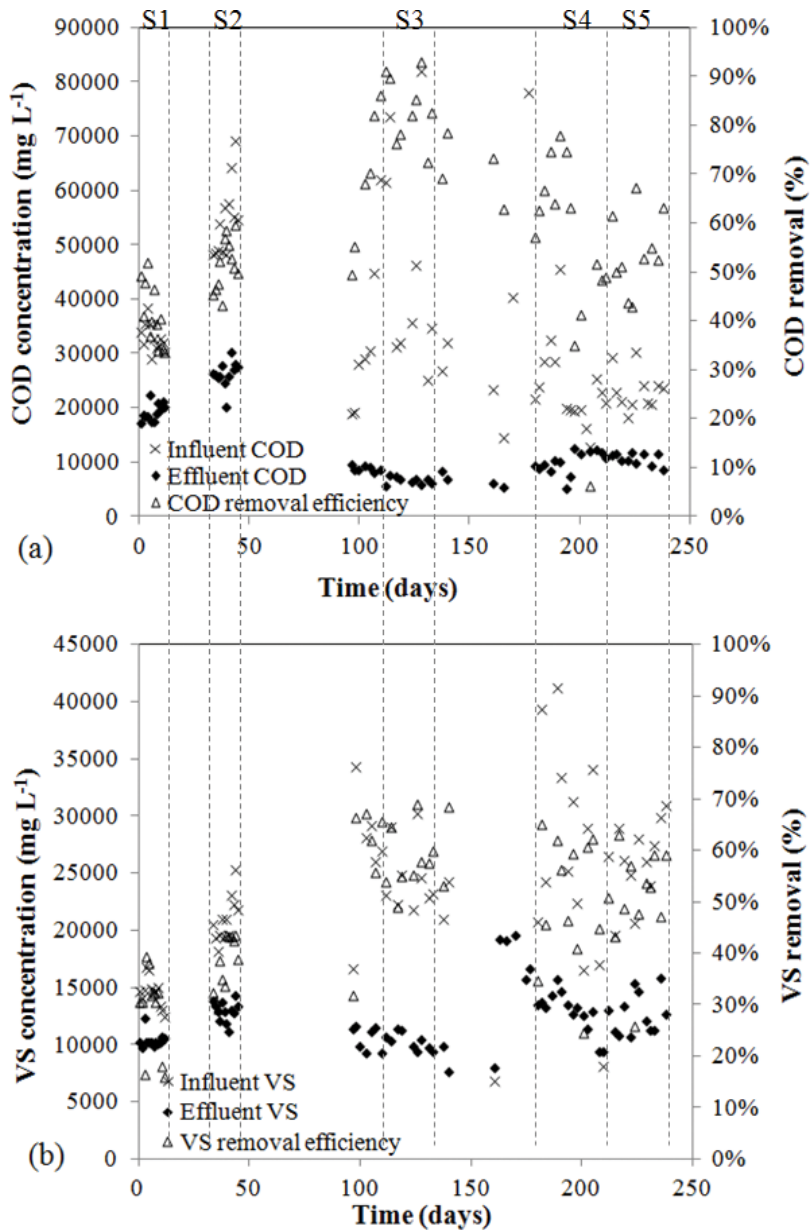 S1 S2 S3 S4 S5
90000
80000
70000
60000
50000
40000
30000
20000
10000
0
COD concentration (mg L⁻¹)
100%
90%
80%
70%
60%
50%
40%
30%
20%
10%
0%
COD removal (%)
Influent COD
Effluent COD
COD removal efficiency
(a)
0 50 100 150 200 250
Time (days)
45000
40000
35000
30000
25000
20000
15000
10000
5000
0
VS concentration (mg L⁻¹)
100%
90%
80%
70%
60%
50%
40%
30%
20%
10%
0%
VS removal (%)
Influent VS
Effluent VS
VS removal efficiency
(b)
0 50 100 150 200 250
Time (days)